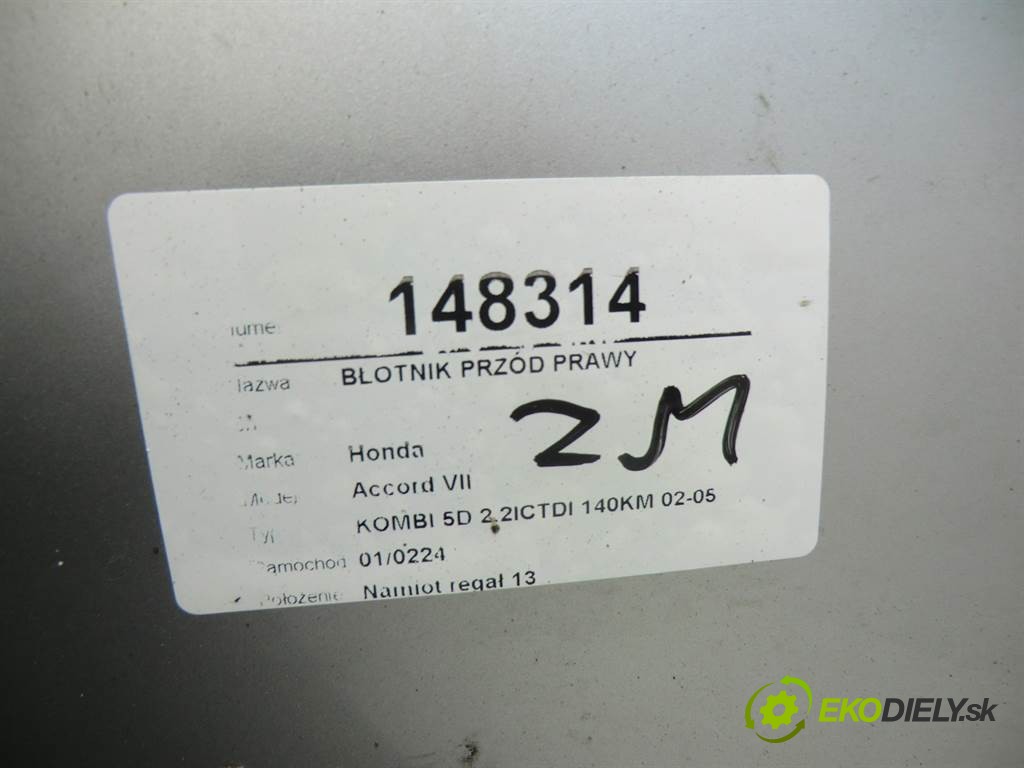 148314
BŁOTNIK PRZÓD PRAWY
2M
Marka Honda
Accord VII
KOMBI 5D 2.2ICTDI 140KM 02-05
01/0224
Namiot regał 13
EKODIELY.sk